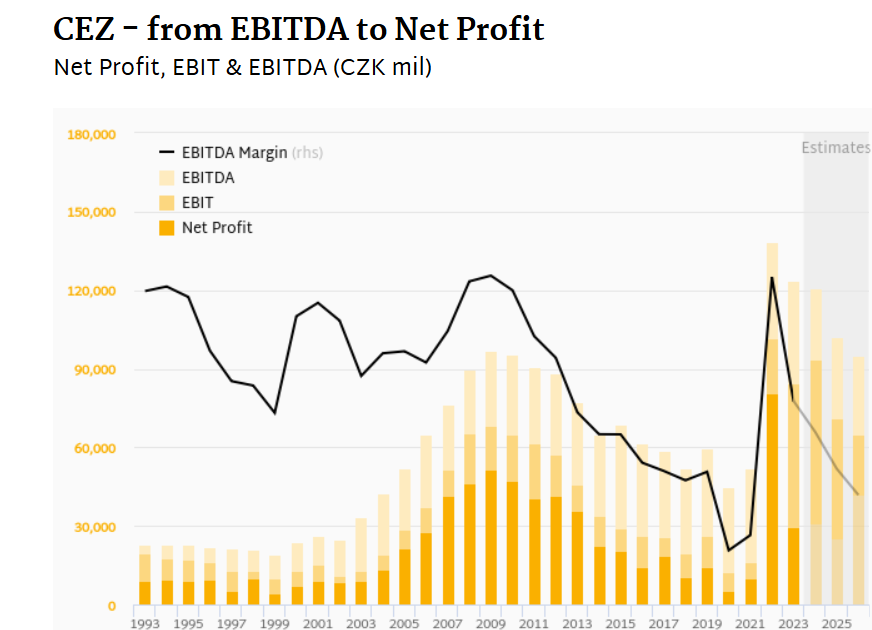 CEZ – from EBITDA to Net Profit
Net Profit, EBIT & EBITDA (CZK mil)
180,000
Estimates
EBITDA Margin (rhs)
EBITDA
EBIT
Net Profit
150,000
120,000
90,000
60,000
30,000
0
1993 1995 1997 1999 2001 2003 2005 2007 2009 2011 2013 2015 2017 2019 2021 2023 2025